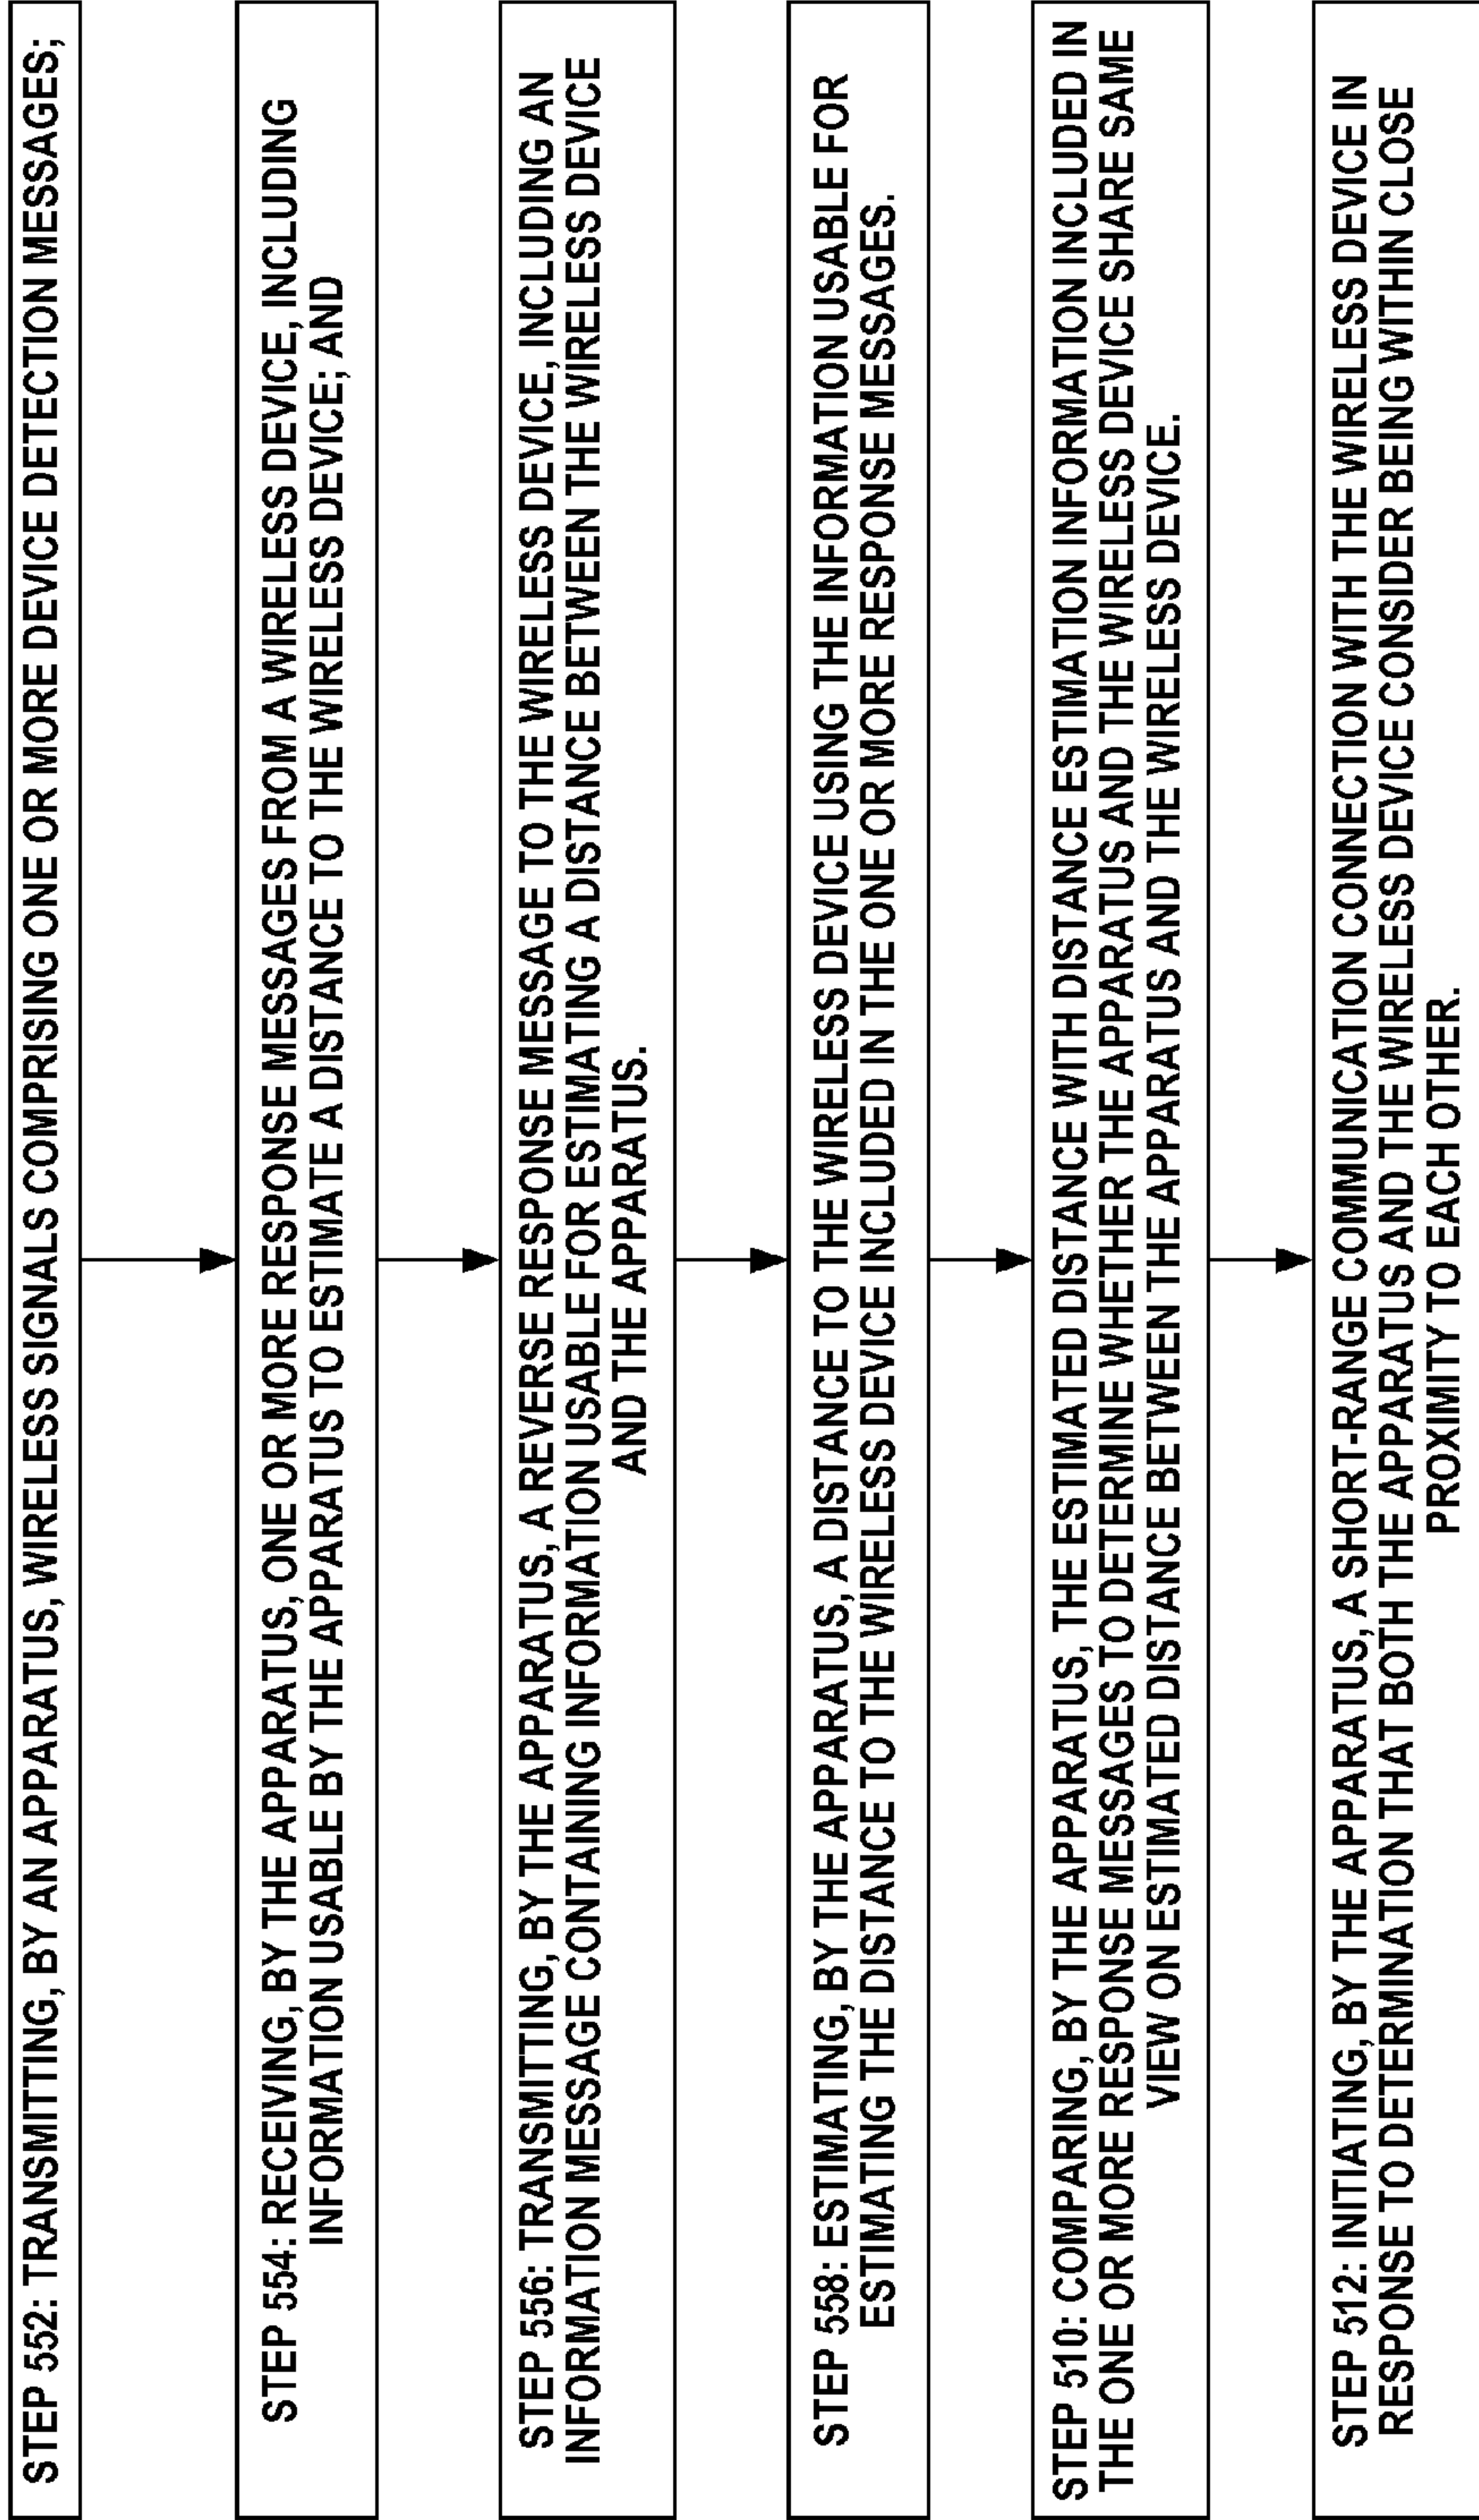 STEP 552: TRANSMITTING, BY AN APPARATUS, WIRELESS SIGNALS COMPRISING ONE OR MORE DEVICE DETECTION MESSAGES;
STEP 554: RECEIVING, BY THE APPARATUS, ONE OR MORE RESPONSE MESSAGES FROM A WIRELESS DEVICE, INCLUDING
INFORMATION USABLE BY THE APPARATUS TO ESTIMATE A DISTANCE TO THE WIRELESS DEVICE; AND
STEP 556: TRANSMITTING, BY THE APPARATUS, A REVERSE RESPONSE MESSAGE TO THE WIRELESS DEVICE, INCLUDING AN
INFORMATION MESSAGE CONTAINING INFORMATION USABLE FOR ESTIMATING A DISTANCE BETWEEN THE WIRELESS DEVICE
AND THE APPARATUS.
STEP 558: ESTIMATING, BY THE APPARATUS, A DISTANCE TO THE WIRELESS DEVICE USING THE INFORMATION USABLE FOR
ESTIMATING THE DISTANCE TO THE WIRELESS DEVICE INCLUDED IN THE ONE OR MORE RESPONSE MESSAGES.
STEP 510: COMPARING, BY THE APPARATUS, THE ESTIMATED DISTANCE WITH DISTANCE ESTIMATION INFORMATION INCLUDED IN
THE ONE OR MORE RESPONSE MESSAGES TO DETERMINE WHETHER THE APPARATUS AND THE WIRELESS DEVICE SHARE SAME
VIEW ON ESTIMATED DISTANCE BETWEEN THE APPARATUS AND THE WIRELESS DEVICE.
STEP 512: INITIATING, BY THE APPARATUS, A SHORT-RANGE COMMUNICATION CONNECTION WITH THE WIRELESS DEVICE IN
RESPONSE TO DETERMINATION THAT BOTH THE APPARATUS AND THE WIRELESS DEVICE CONSIDER BEING WITHIN CLOSE
PROXIMITY TO EACH OTHER.